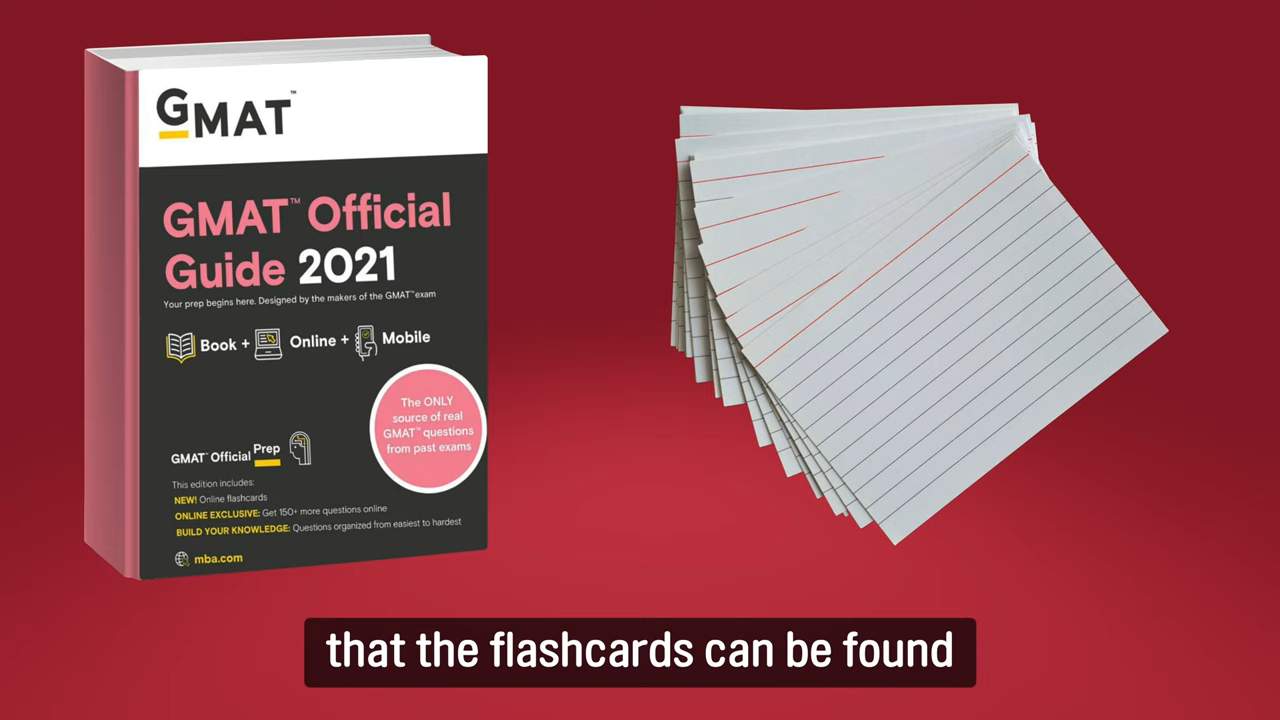 GMAT™
GMAT™ Official
Guide 2021
Your prep begins here. Designed by the makers of the GMAT™ exam
Book + Online + Mobile
The ONLY
source of real
GMAT™ questions
from past exams
GMAT™ Official Prep
This edition includes:
NEW! Online flashcards
ONLINE EXCLUSIVE: Get 150+ more questions online
BUILD YOUR KNOWLEDGE: Questions organized from easiest to hardest
mba.com
that the flashcards can be found